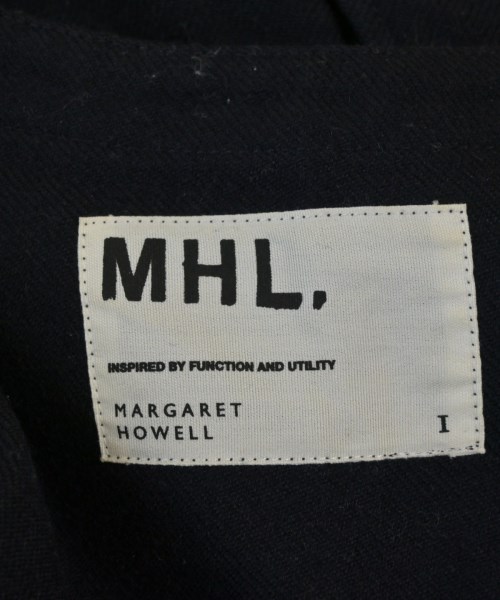 MHL.
INSPIRED BY FUNCTION AND UTILITY
MARGARET
HOWELL
I